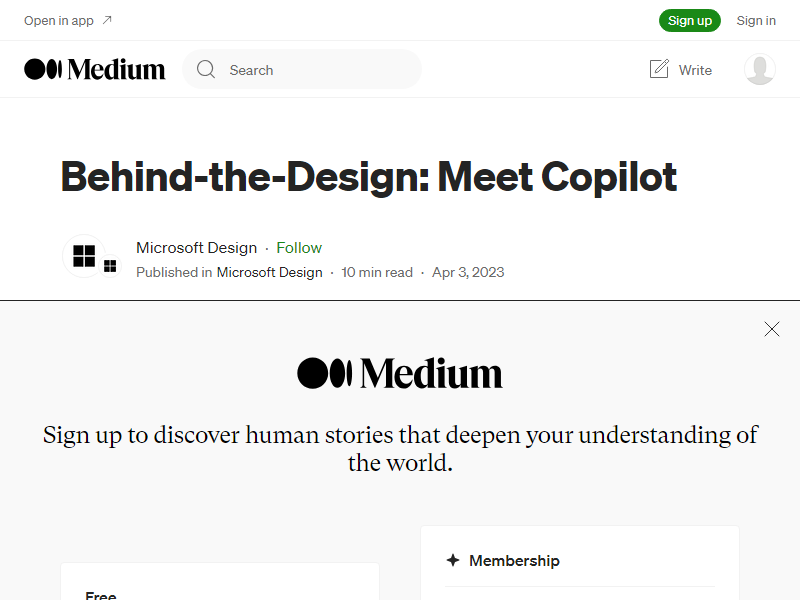 Open in app
Sign up
Sign in
Medium
Search
Write
Behind-the-Design: Meet Copilot
Microsoft Design · Follow
Published in Microsoft Design · 10 min read · Apr 3, 2023
Medium
Sign up to discover human stories that deepen your understanding of
the world.
Membership
Free